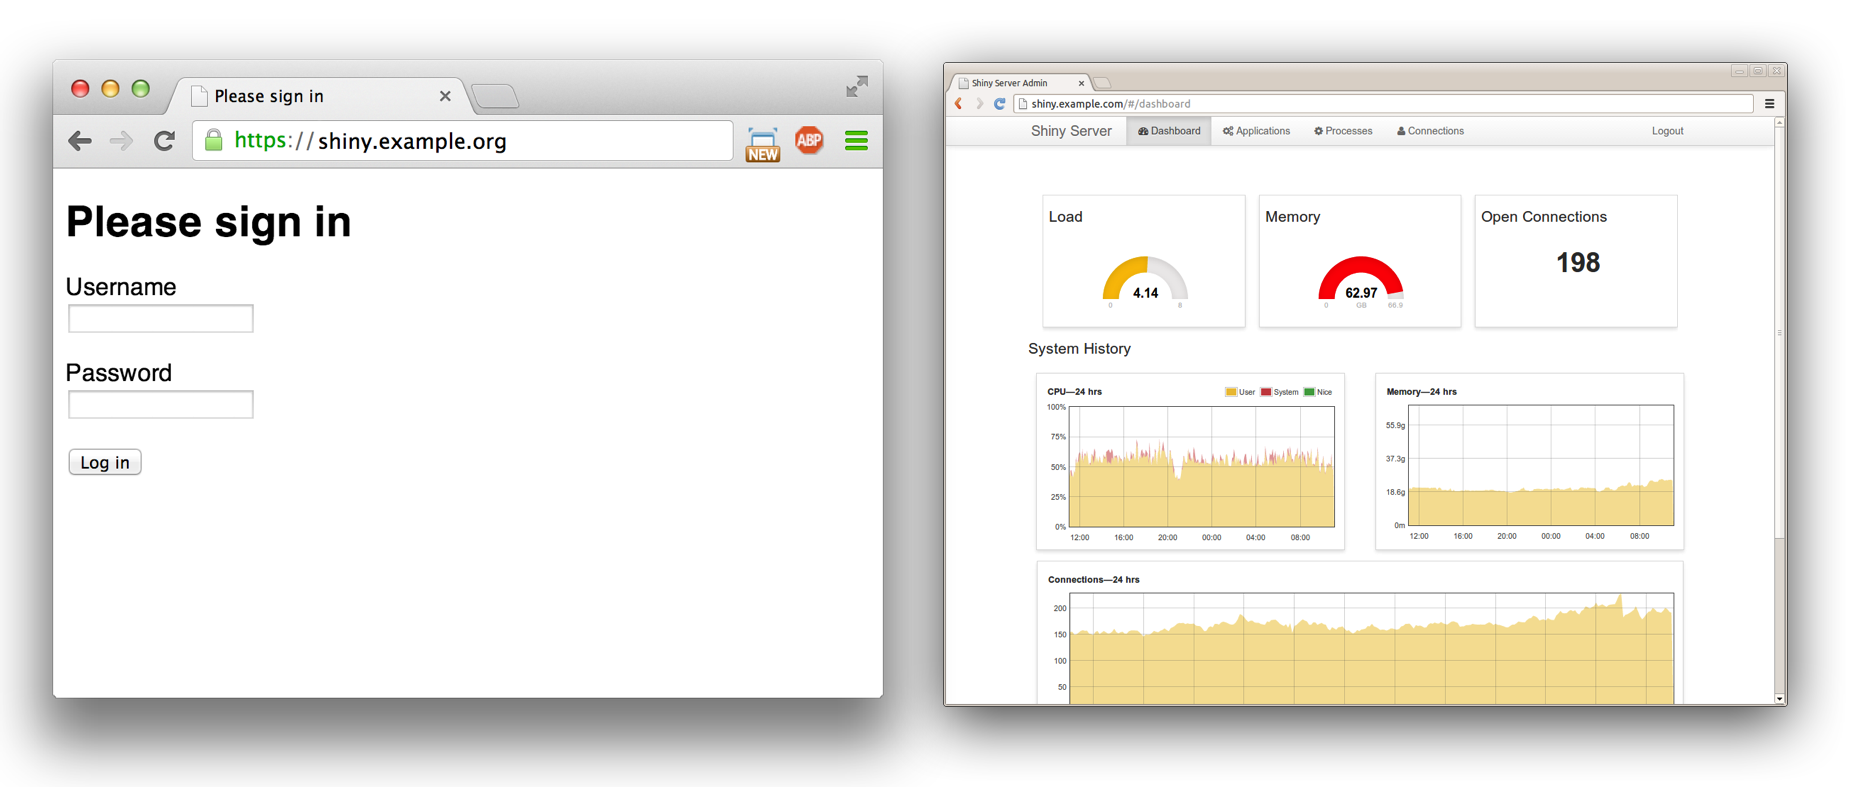 Please sign in
https://shiny.example.org
ABP
NEW
Please sign in
Username
Password
Log in
Shiny Server Admin
shiny.example.com/#/dashboard
Shiny Server Dashboard Applications Processes Connections Logout
Load
4.14
0 8
Memory
62.97
0 GB 66.9
Open Connections
198
System History
CPU—24 hrs User System Nice
100%
75%
50%
25%
0%
12:00 16:00 20:00 00:00 04:00 08:00
Memory—24 hrs
55.9g
37.3g
18.6g
0m
12:00 16:00 20:00 00:00 04:00 08:00
Connections—24 hrs
200
150
100
50